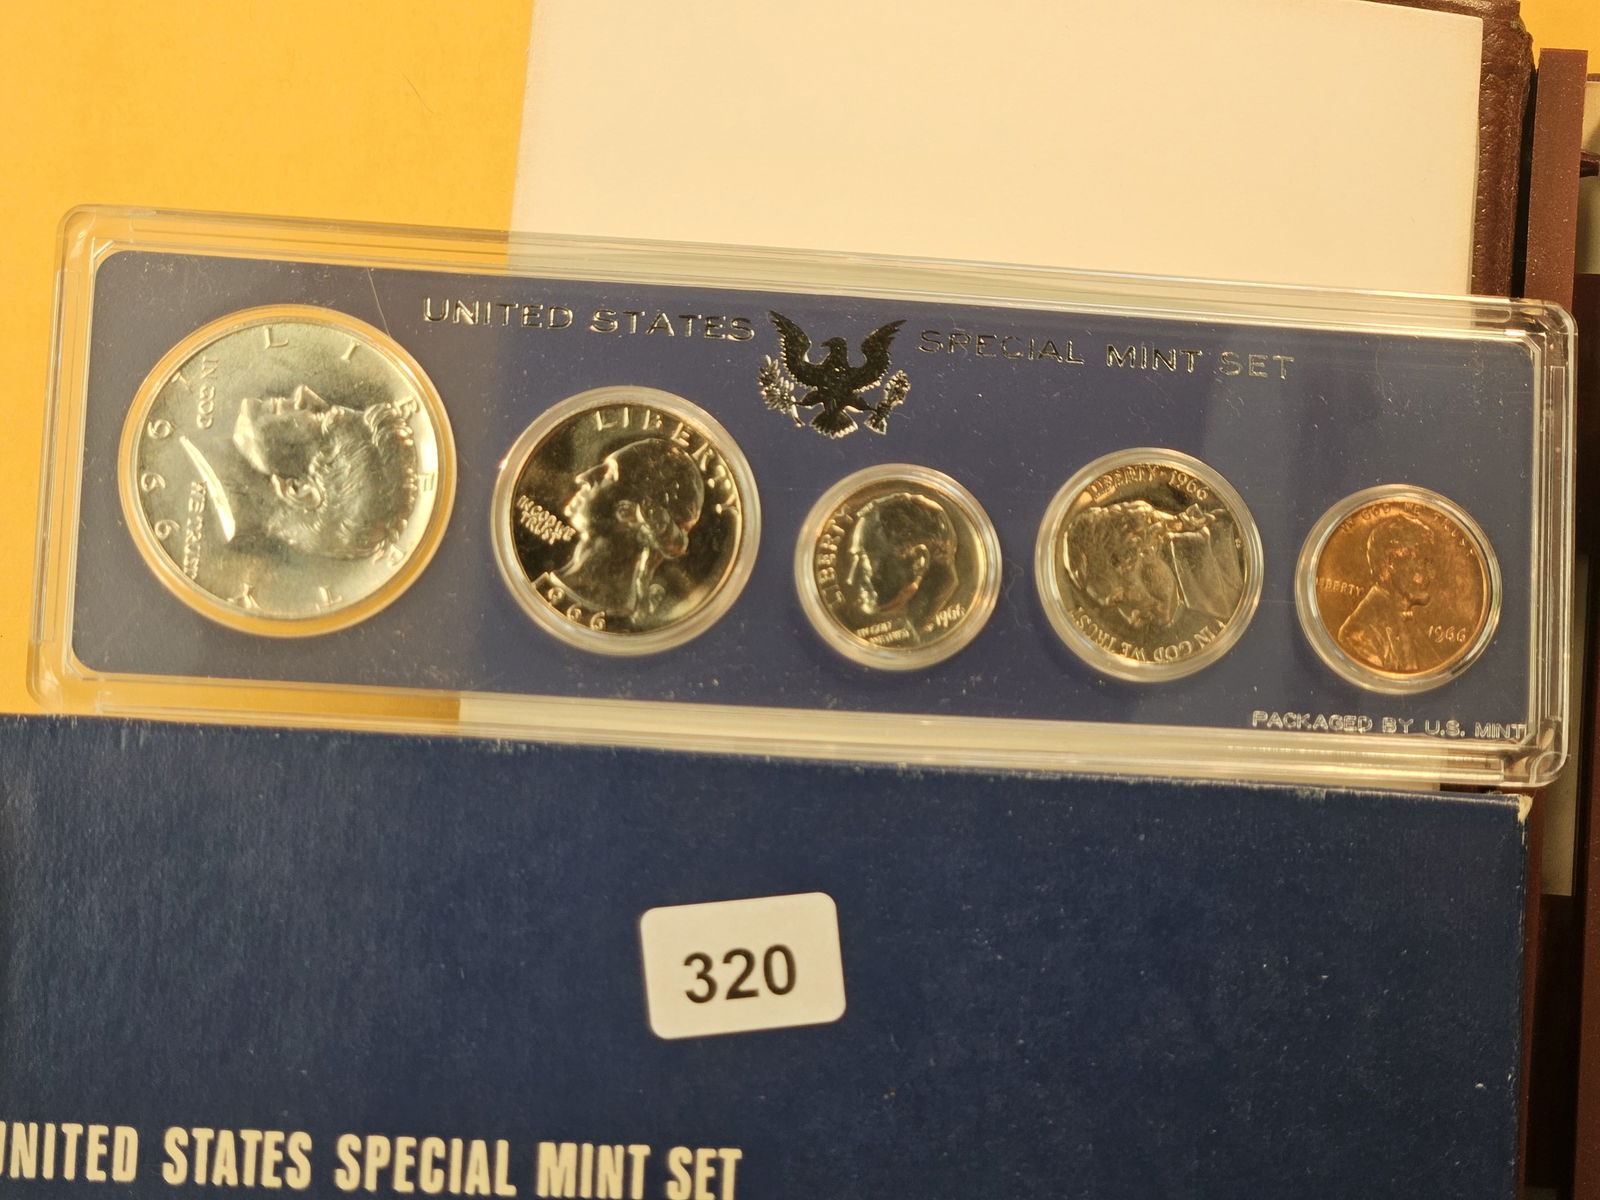 UNITED STATES SPECIAL MINT SET
LIBERTY
IN GOD
WE TRUST
1966
LIBERTY
IN GOD WE
TRUST
1966
LIBERTY
IN GOD
WE TRUST
1966
LIBERTY * 1966
IN GOD WE TRUST
IN GOD WE TRUST
LIBERTY
1966
PACKAGED BY U.S. MINT
320
UNITED STATES SPECIAL MINT SET